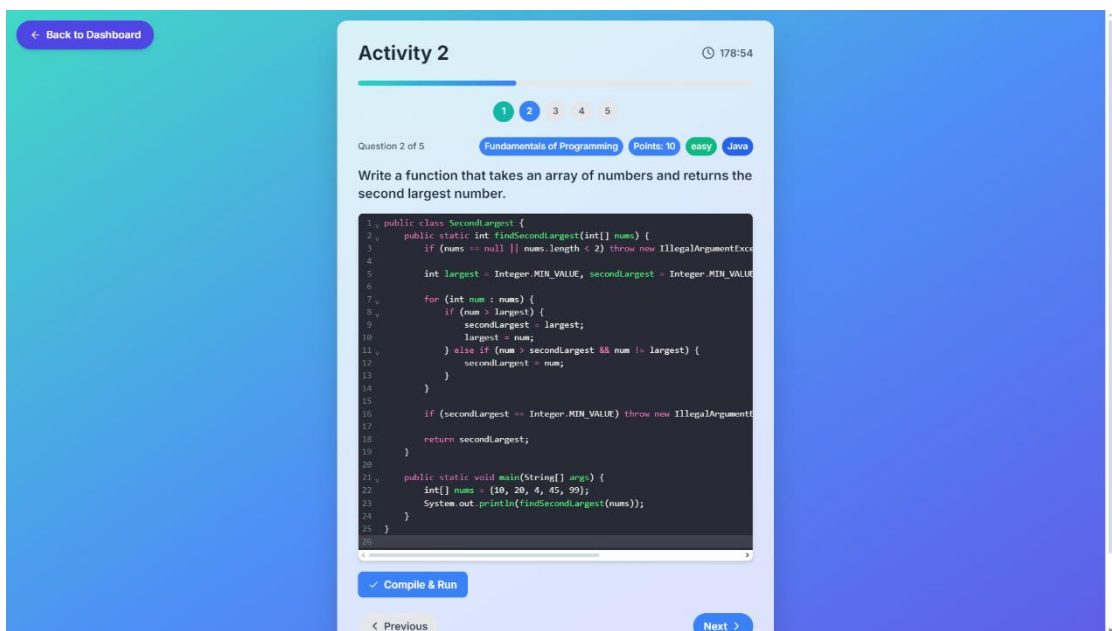 ← Back to Dashboard
Activity 2
178:54
1 2 3 4 5
Question 2 of 5 Fundamentals of Programming Points: 10 easy Java
Write a function that takes an array of numbers and returns the
second largest number.
1 public class SecondLargest {
2 public static int findSecondLargest(int[] nums) {
3 if (nums == null || nums.length < 2) throw new IllegalArgumentExce
4
5 int largest = Integer.MIN_VALUE, secondLargest = Integer.MIN_VALUE
6
7 for (int num : nums) {
8 if (num > largest) {
9 secondLargest = largest;
10 largest = num;
11 } else if (num > secondLargest && num != largest) {
12 secondLargest = num;
13 }
14 }
15
16 if (secondLargest == Integer.MIN_VALUE) throw new IllegalArgumentE
17
18 return secondLargest;
19 }
20
21 public static void main(String[] args) {
22 int[] nums = {10, 20, 4, 45, 99};
23 System.out.println(findSecondLargest(nums));
24 }
25 }
26
✓ Compile & Run
< Previous
Next >